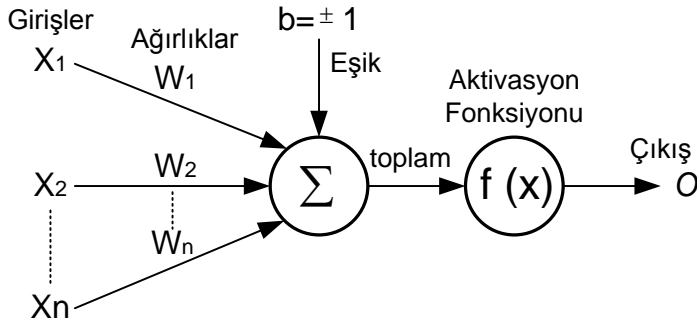 Girişler
X1
Ağırlıklar
W1
b=± 1
Eşik
Aktivasyon
Fonksiyonu
X2
W2
Σ
toplam
f (x)
Çıkış
O
Wn
Xn